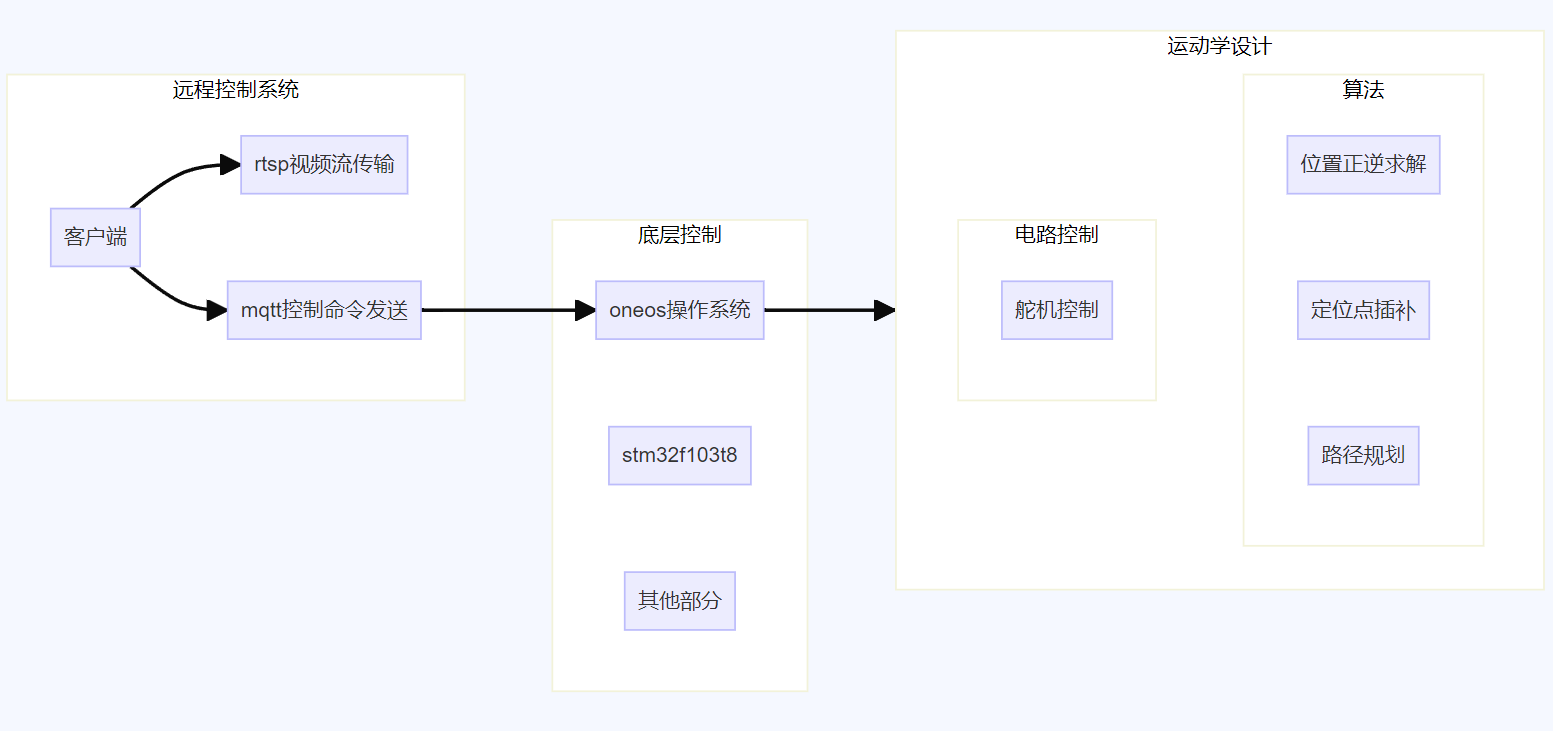 远程控制系统
rtsp视频流传输
客户端
mqtt控制命令发送
底层控制
oneos操作系统
stm32f103t8
其他部分
运动学设计
电路控制
舵机控制
算法
位置正逆求解
定位点插补
路径规划